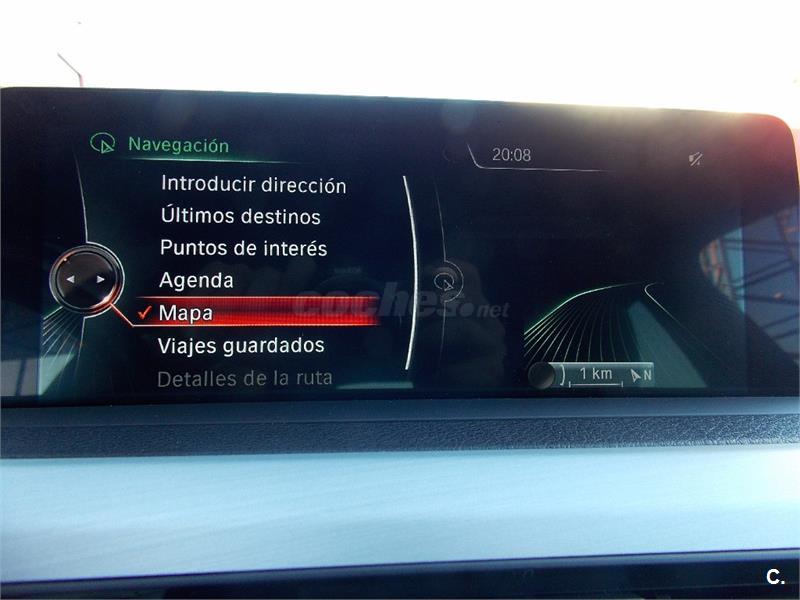 Navegación
20:08
Introducir dirección
Últimos destinos
Puntos de interés
Agenda
Mapa
Viajes guardados
Detalles de la ruta
1 km
N
coches.net
C.